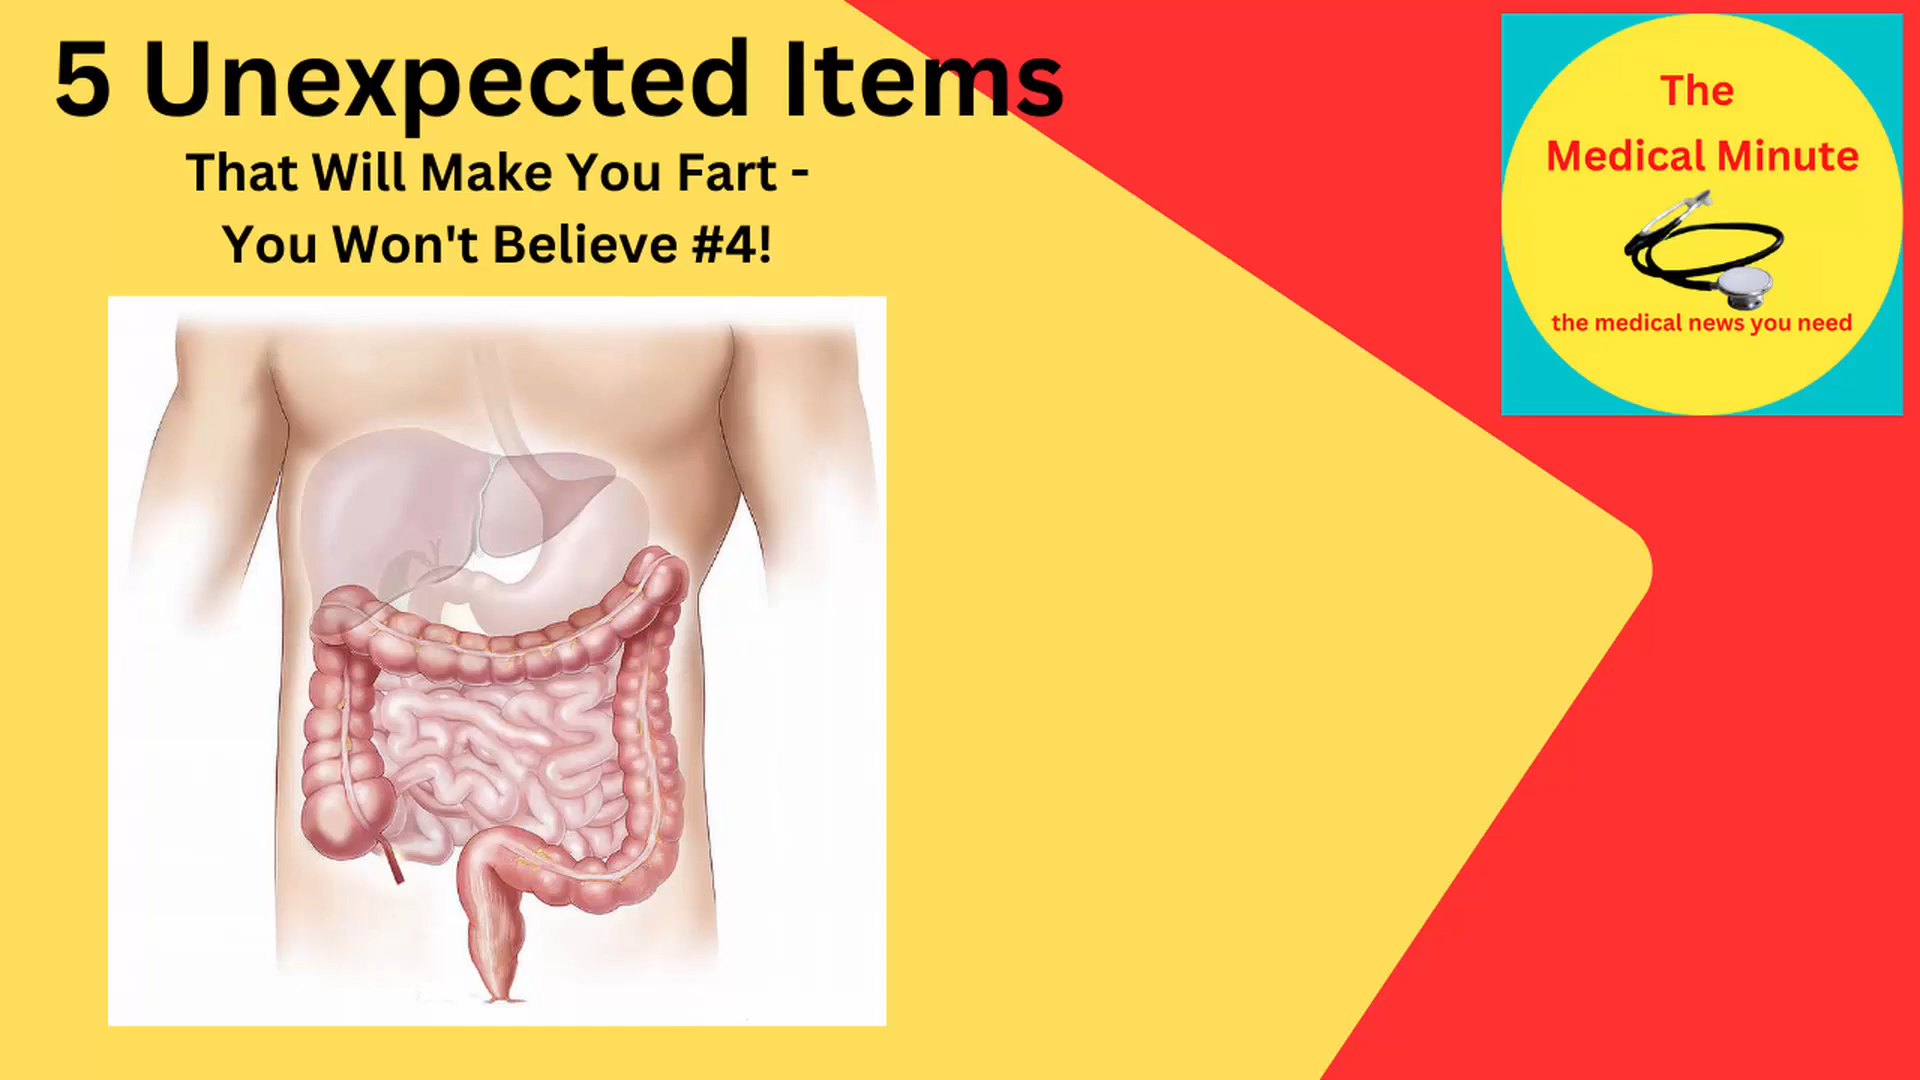 5 Unexpected Items
That Will Make You Fart -
You Won't Believe #4!
The
Medical Minute
the medical news you need